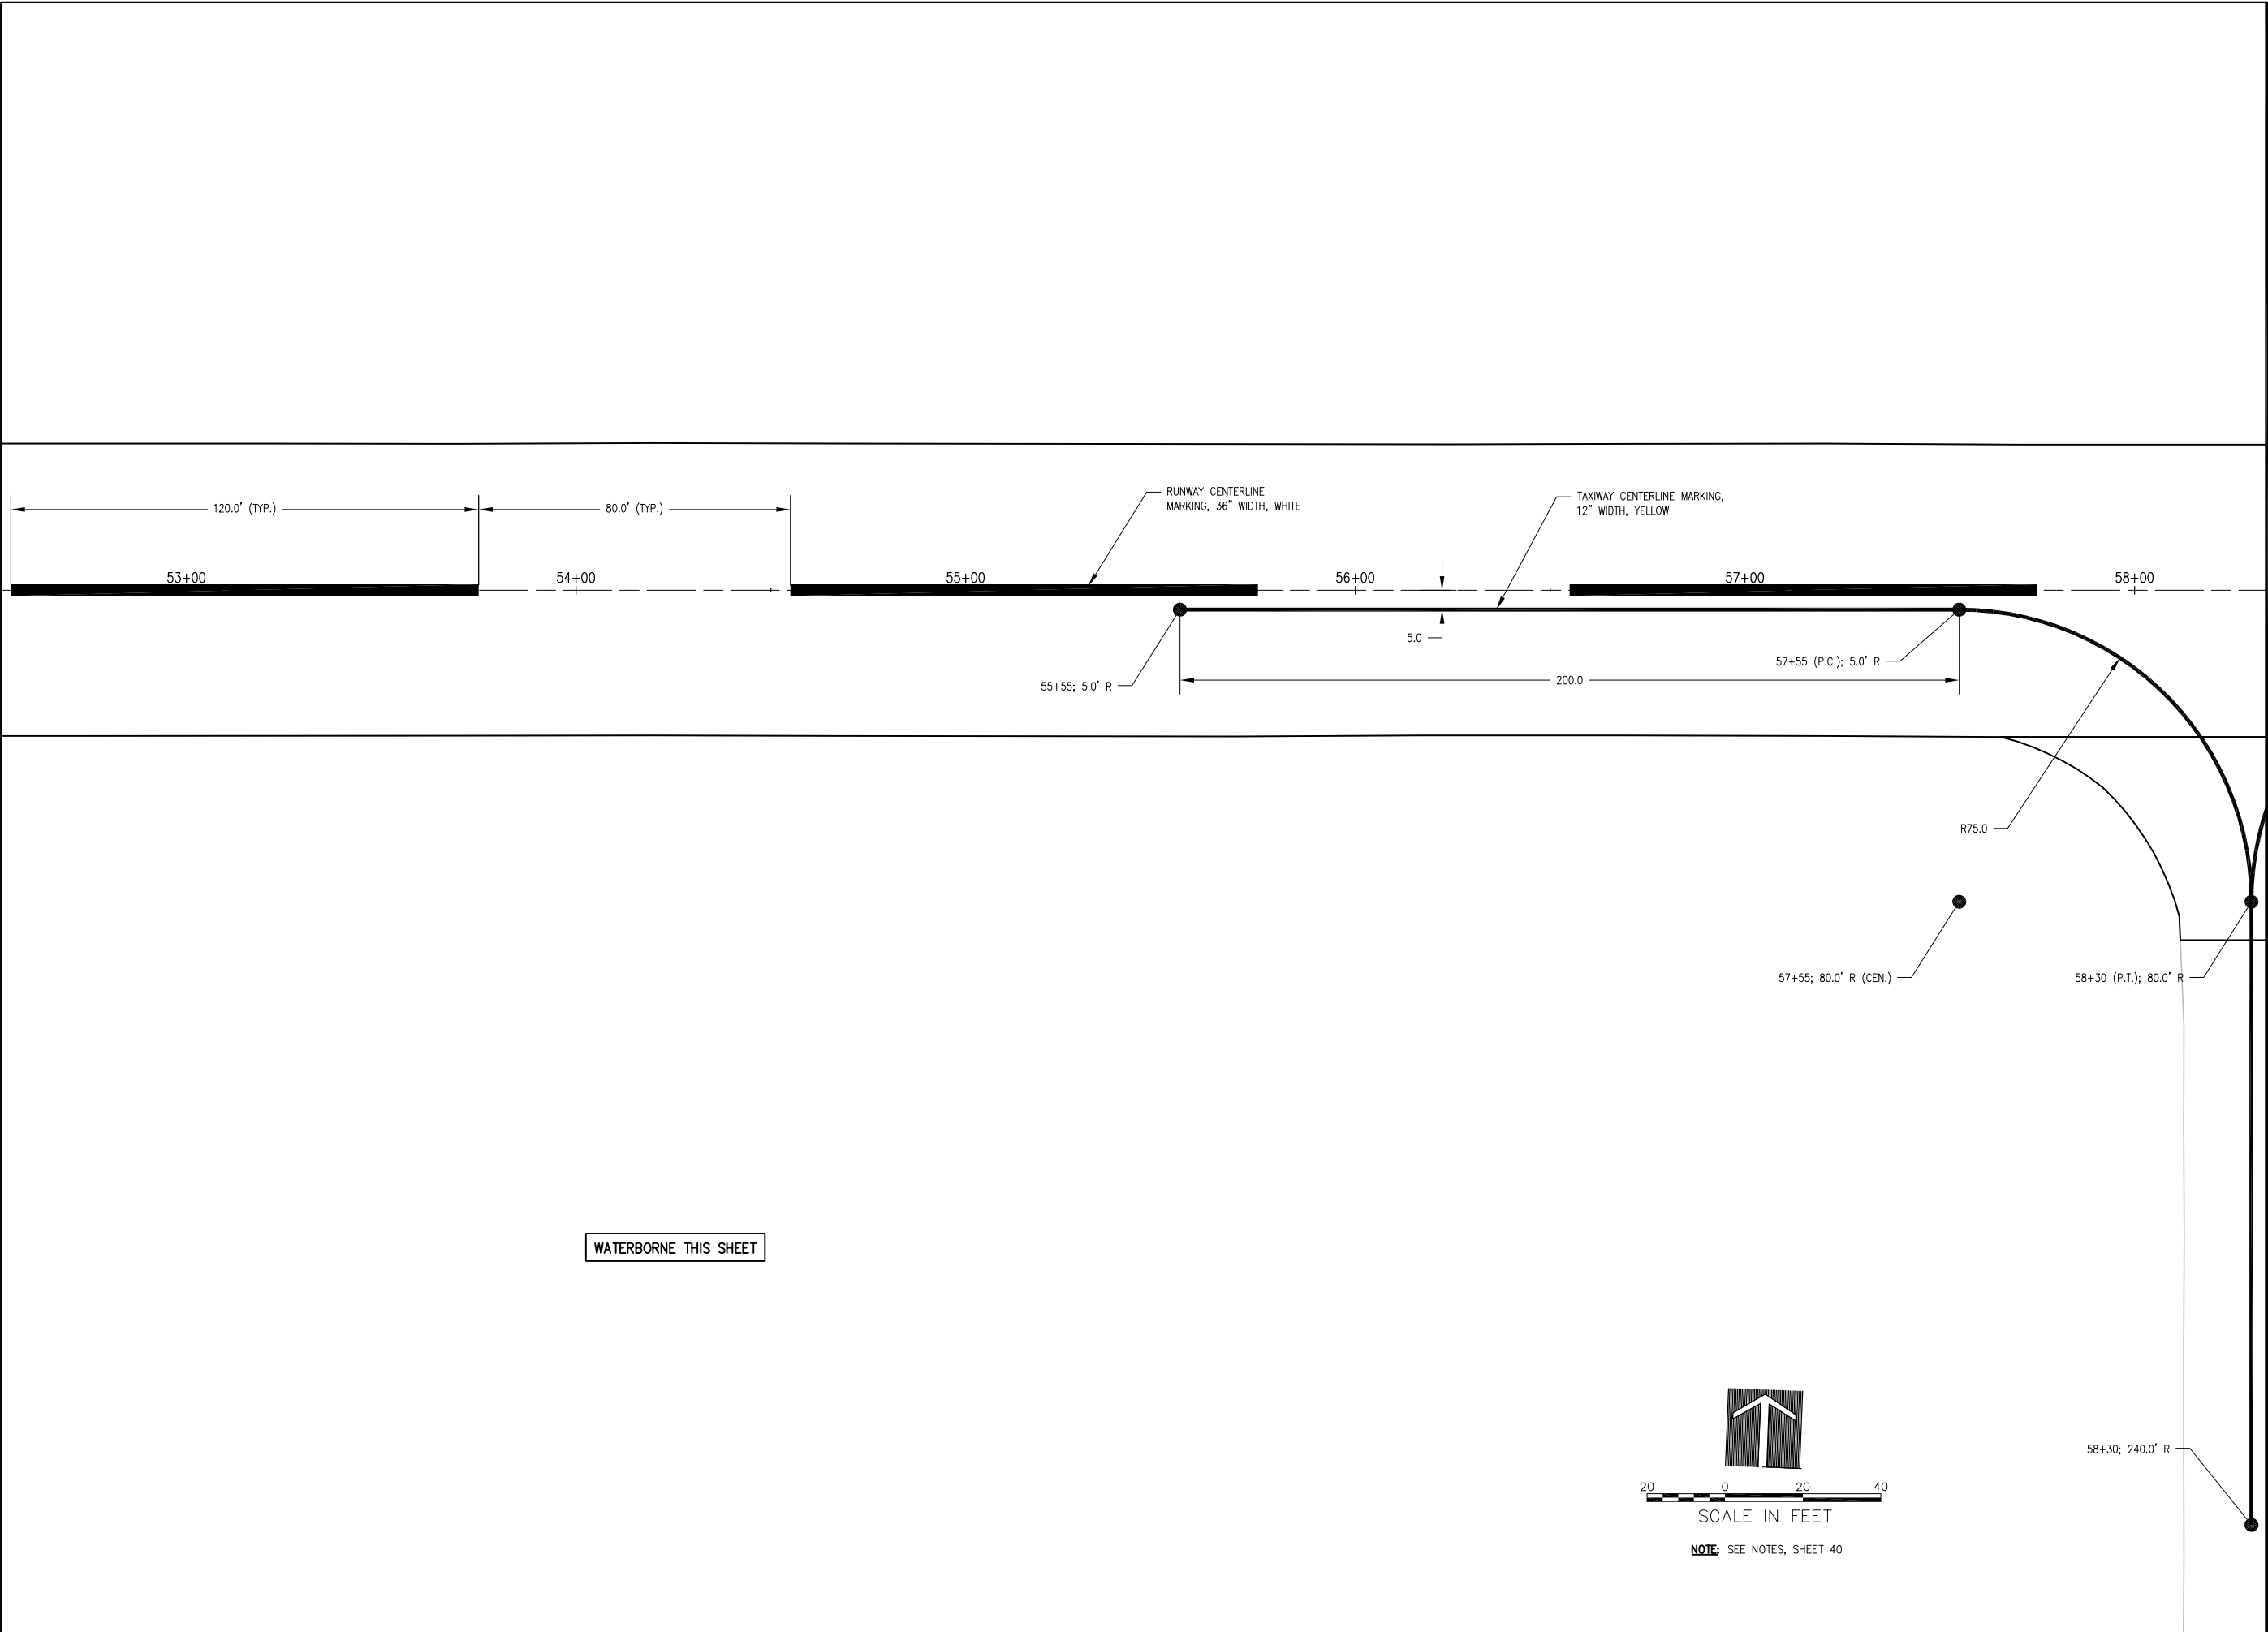 RUNWAY CENTERLINE
MARKING, 36" WIDTH, WHITE
TAXIWAY CENTERLINE MARKING,
12" WIDTH, YELLOW
120.0' (TYP.)
80.0' (TYP.)
53+00
54+00
55+00
56+00
57+00
58+00
5.0
57+55 (P.C.); 5.0' R
55+55; 5.0' R
200.0
R75.0
57+55; 80.0' R (CEN.)
58+30 (P.T.); 80.0' R
WATERBORNE THIS SHEET
58+30; 240.0' R
20 0 20 40
SCALE IN FEET
NOTE: SEE NOTES, SHEET 40